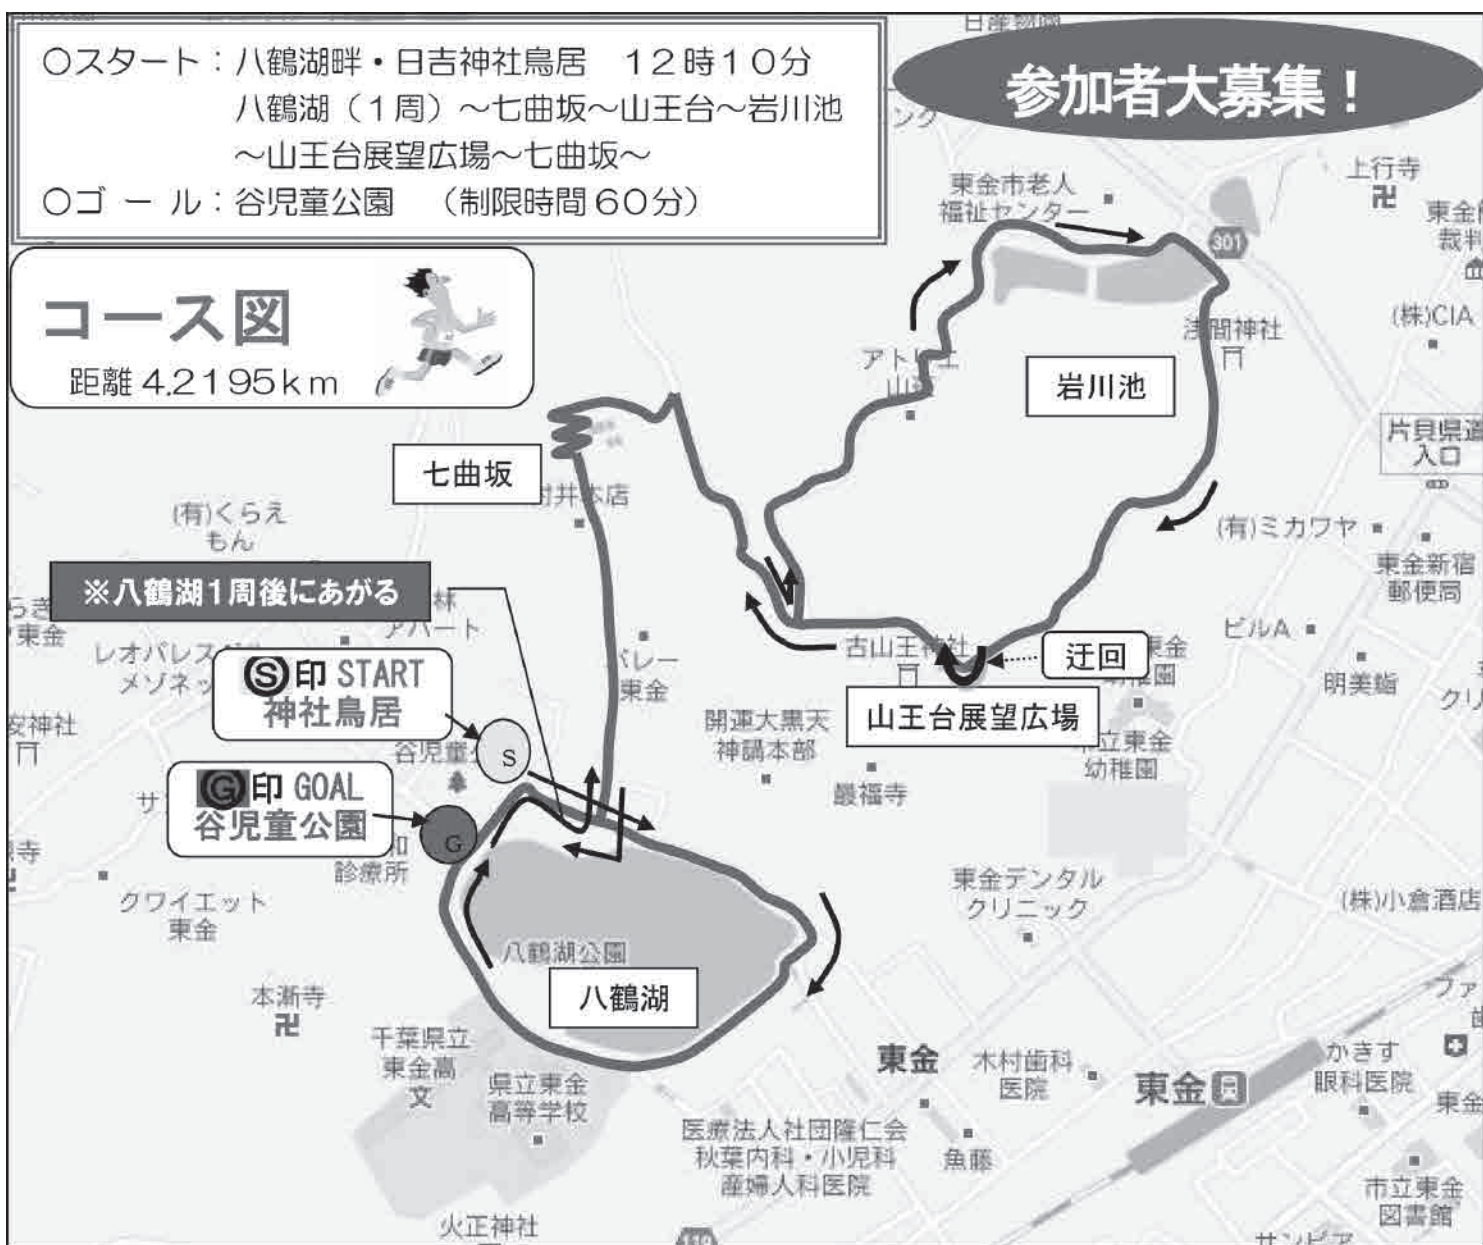 ○スタート：八鶴湖畔・日吉神社鳥居　１２時１０分
八鶴湖（１周）～七曲坂～山王台～岩川池
～山王台展望広場～七曲坂～
○ゴール：谷児童公園　（制限時間６０分）
参加者大募集！
コース図
距離 4.2195km
東金市老人
福祉センター
上行寺
301
浅間神社
(株)CIA
岩川池
片貝県道
入口
七曲坂
村井本店
(有)くらえ
もん
(有)ミカワヤ
東金新宿
郵便局
※八鶴湖１周後にあがる
アパート
ビルA
古山王神社
迂回
明美鮨
Ⓢ印 START
神社鳥居
バレー
東金
山王台展望広場
開運大黒天
神講本部
市立東金
幼稚園
最福寺
S
Ⓖ印 GOAL
谷児童公園
G
診療所
クワイエット
東金
東金デンタル
クリニック
(株)小倉酒店
八鶴湖公園
八鶴湖
本漸寺
千葉県立
東金高
文
県立東金
高等学校
東金
木村歯科
医院
東金
かきす
眼科医院
医療法人社団隆仁会
秋葉内科・小児科
産婦人科医院
魚藤
市立東金
図書館
火正神社
サンピア